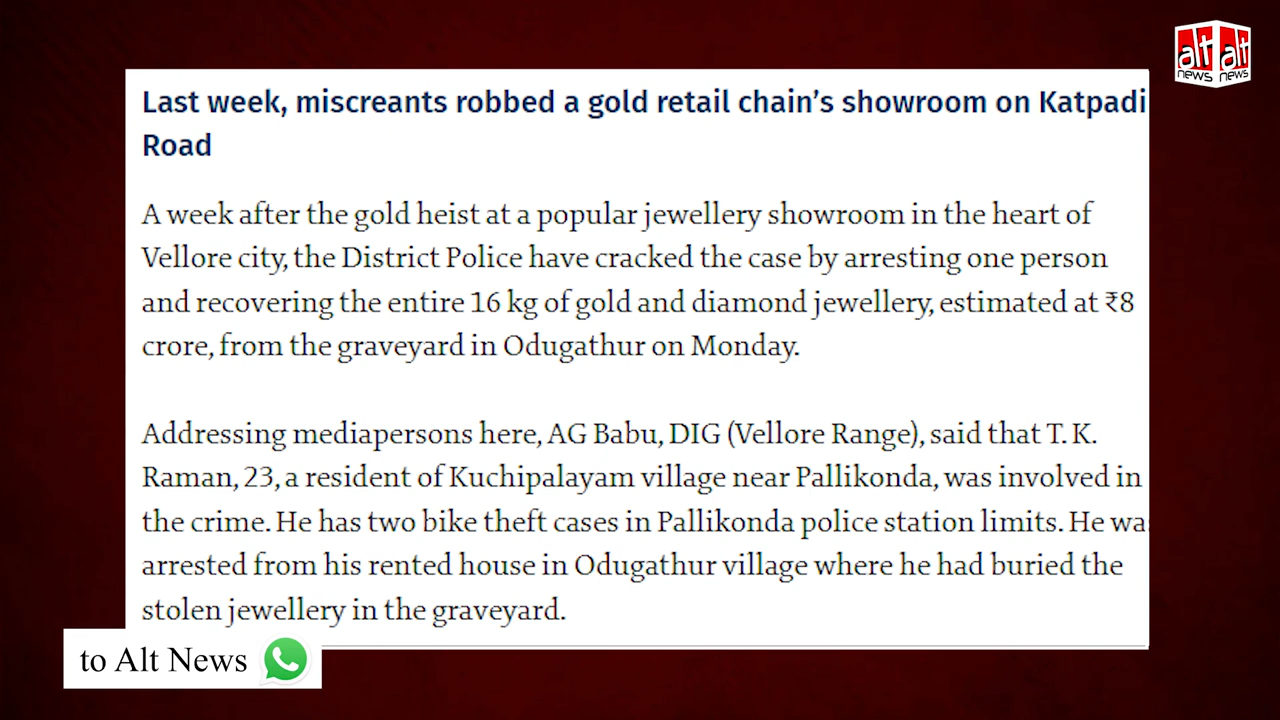 alt alt
news news
Last week, miscreants robbed a gold retail chain's showroom on Katpadi
Road
A week after the gold heist at a popular jewellery showroom in the heart of
Vellore city, the District Police have cracked the case by arresting one person
and recovering the entire 16 kg of gold and diamond jewellery, estimated at ₹8
crore, from the graveyard in Odugathur on Monday.
Addressing mediapersons here, AG Babu, DIG (Vellore Range), said that T. K.
Raman, 23, a resident of Kuchipalayam village near Pallikonda, was involved in
the crime. He has two bike theft cases in Pallikonda police station limits. He was
arrested from his rented house in Odugathur village where he had buried the
stolen jewellery in the graveyard.
to Alt News